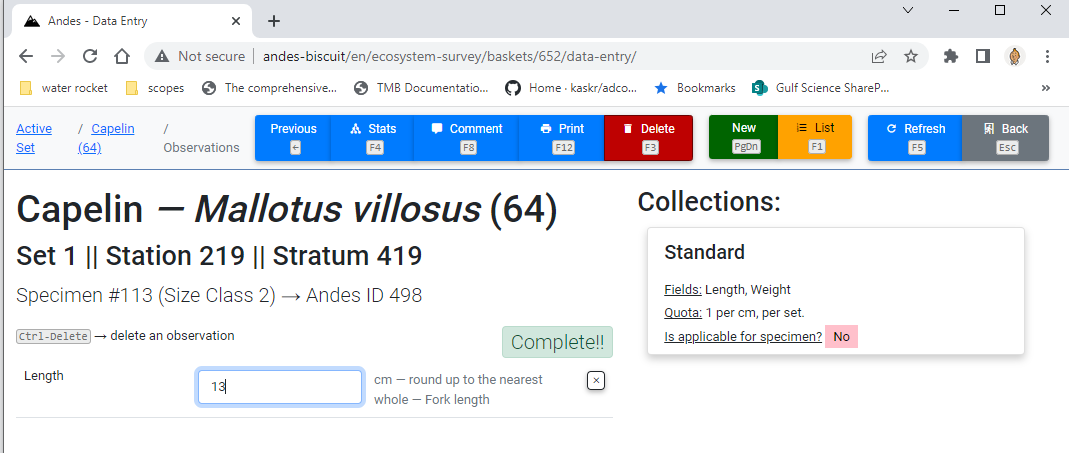 Andes - Data Entry
Not secure | andes-biscuit/en/ecosystem-survey/baskets/652/data-entry/
water rocket scopes The comprehensive... TMB Documentatio... Home · kaskr/adco... Bookmarks Gulf Science ShareP... »
Active Set / Capelin (64) / Observations
Previous ← Stats F4 Comment F8 Print F12 Delete F3 New PgDn List F1 Refresh F5 Back Esc
Capelin — Mallotus villosus (64)
Set 1 || Station 219 || Stratum 419
Specimen #113 (Size Class 2) → Andes ID 498
Ctrl-Delete → delete an observation
Complete!!
Length 13 cm — round up to the nearest
whole — Fork length
Collections:
Standard
Fields: Length, Weight
Quota: 1 per cm, per set.
Is applicable for specimen? No